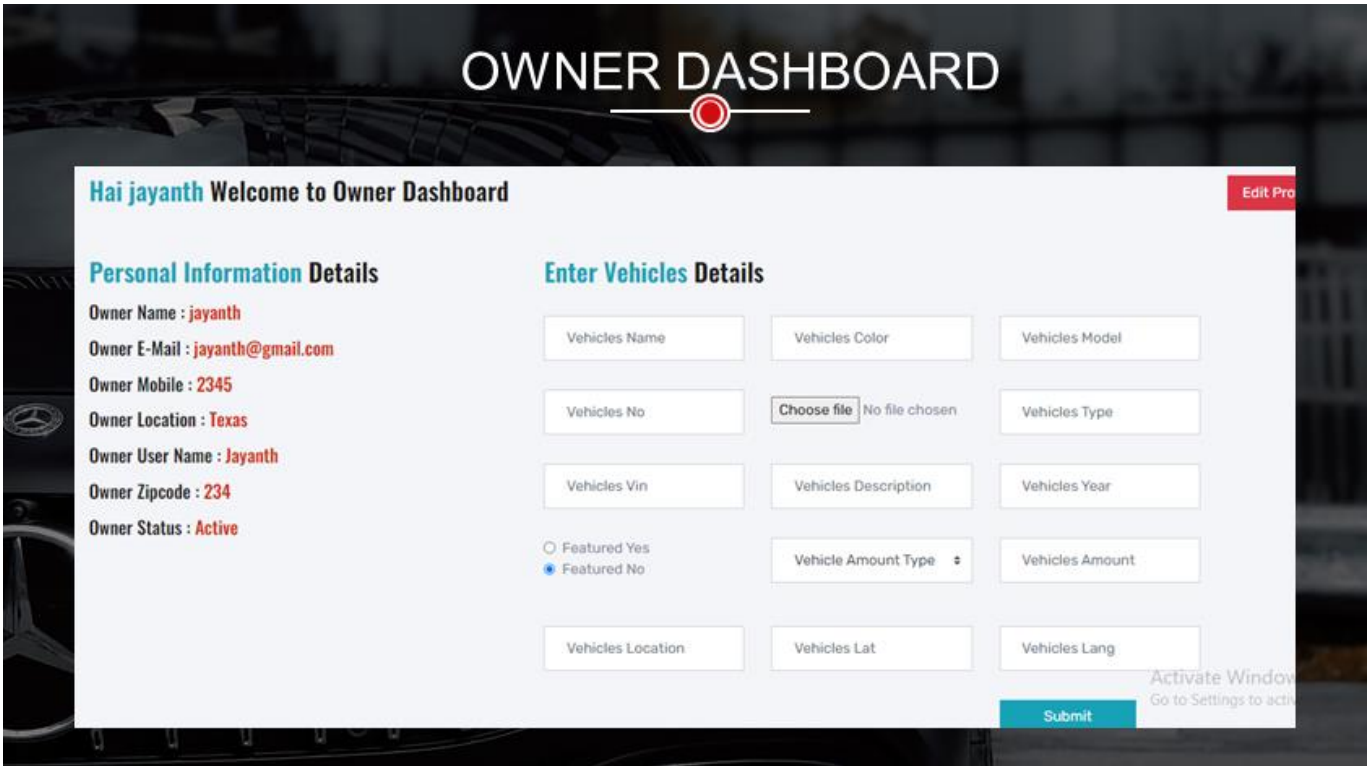 OWNER DASHBOARD
Hai jayanth Welcome to Owner Dashboard
Edit Pro
Personal Information Details
Owner Name : jayanth
Owner E-Mail : jayanth@gmail.com
Owner Mobile : 2345
Owner Location : Texas
Owner User Name : Jayanth
Owner Zipcode : 234
Owner Status : Active
Enter Vehicles Details
Vehicles Name
Vehicles Color
Vehicles Model
Vehicles No
Choose file No file chosen
Vehicles Type
Vehicles Vin
Vehicles Description
Vehicles Year
Featured Yes
Featured No
Vehicle Amount Type
Vehicles Amount
Vehicles Location
Vehicles Lat
Vehicles Lang
Activate Window
Go to Settings to activ
Submit